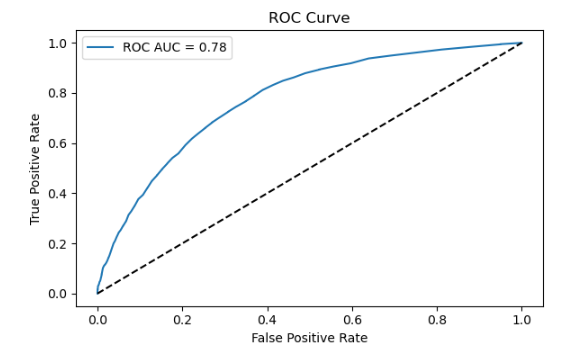 ROC Curve
ROC AUC = 0.78
True Positive Rate
1.0
0.8
0.6
0.4
0.2
0.0
0.0 0.2 0.4 0.6 0.8 1.0
False Positive Rate